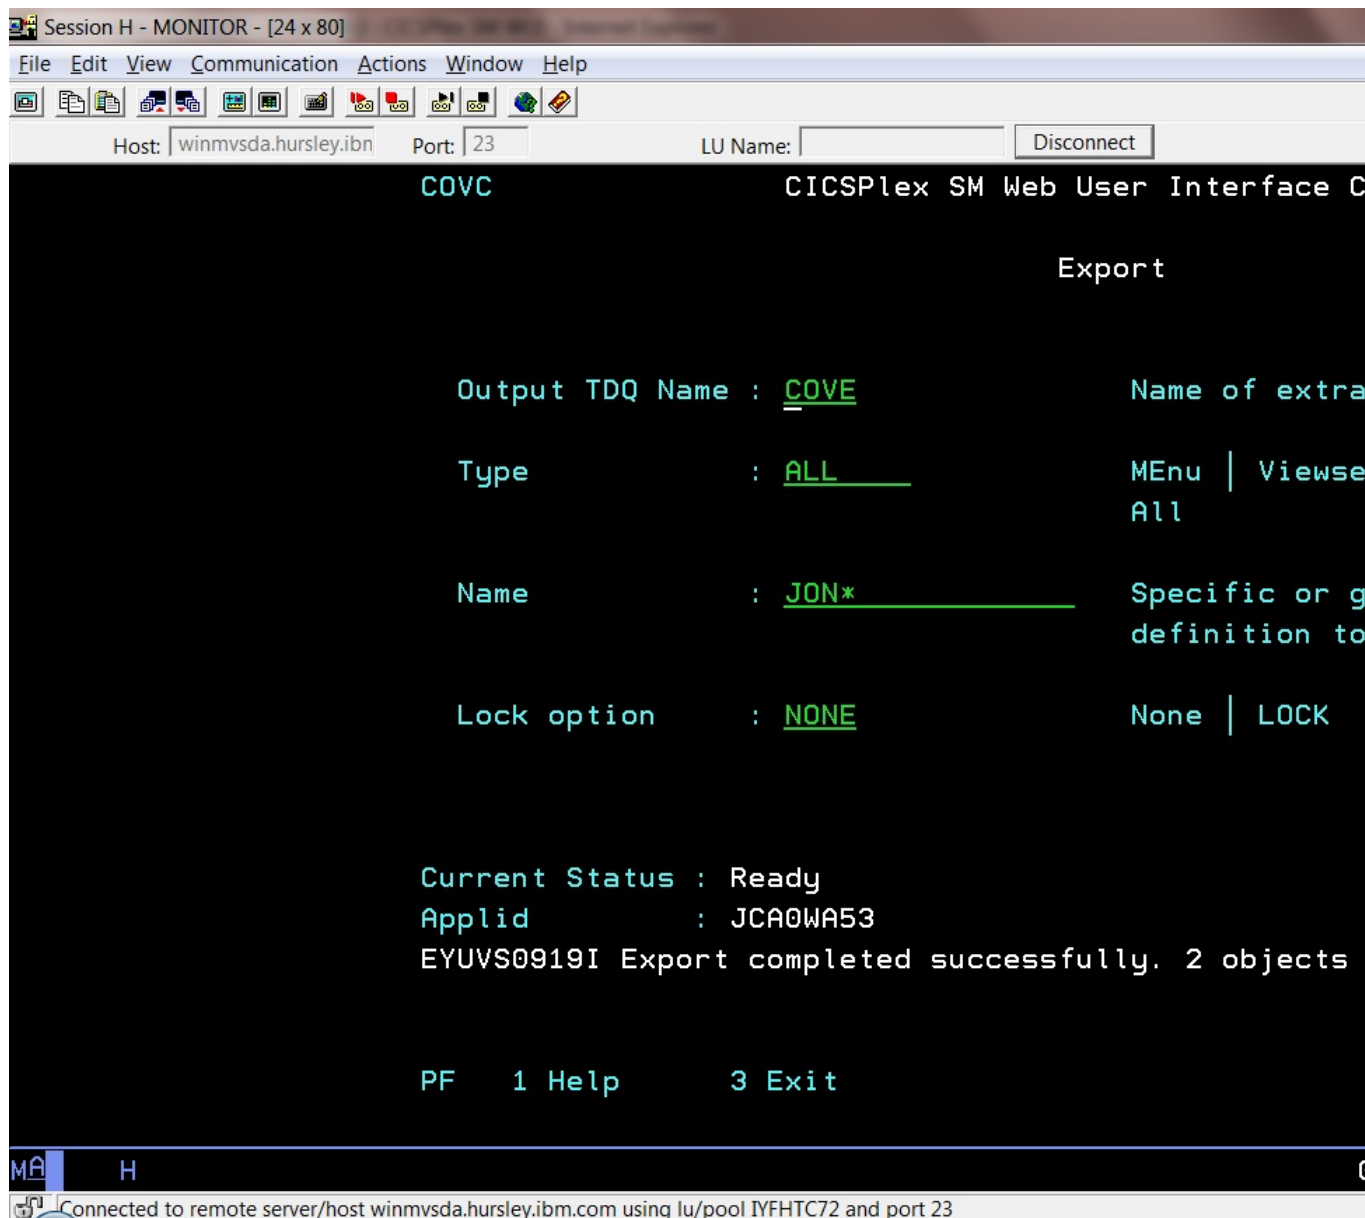 Session H - MONITOR - [24 x 80]
File Edit View Communication Actions Window Help
Host: winmvsda.hursley.ibm Port: 23 LU Name: Disconnect
COVC CICSPlex SM Web User Interface C
Export
Output TDQ Name : COVE Name of extra
Type : ALL MEnu | Viewse
All
Name : JON* Specific or g
definition to
Lock option : NONE None | LOCK
Current Status : Ready
Applid : JCA0WA53
EYUVS0919I Export completed successfully. 2 objects
PF 1 Help 3 Exit
MA H
Connected to remote server/host winmvsda.hursley.ibm.com using lu/pool IYFHTC72 and port 23